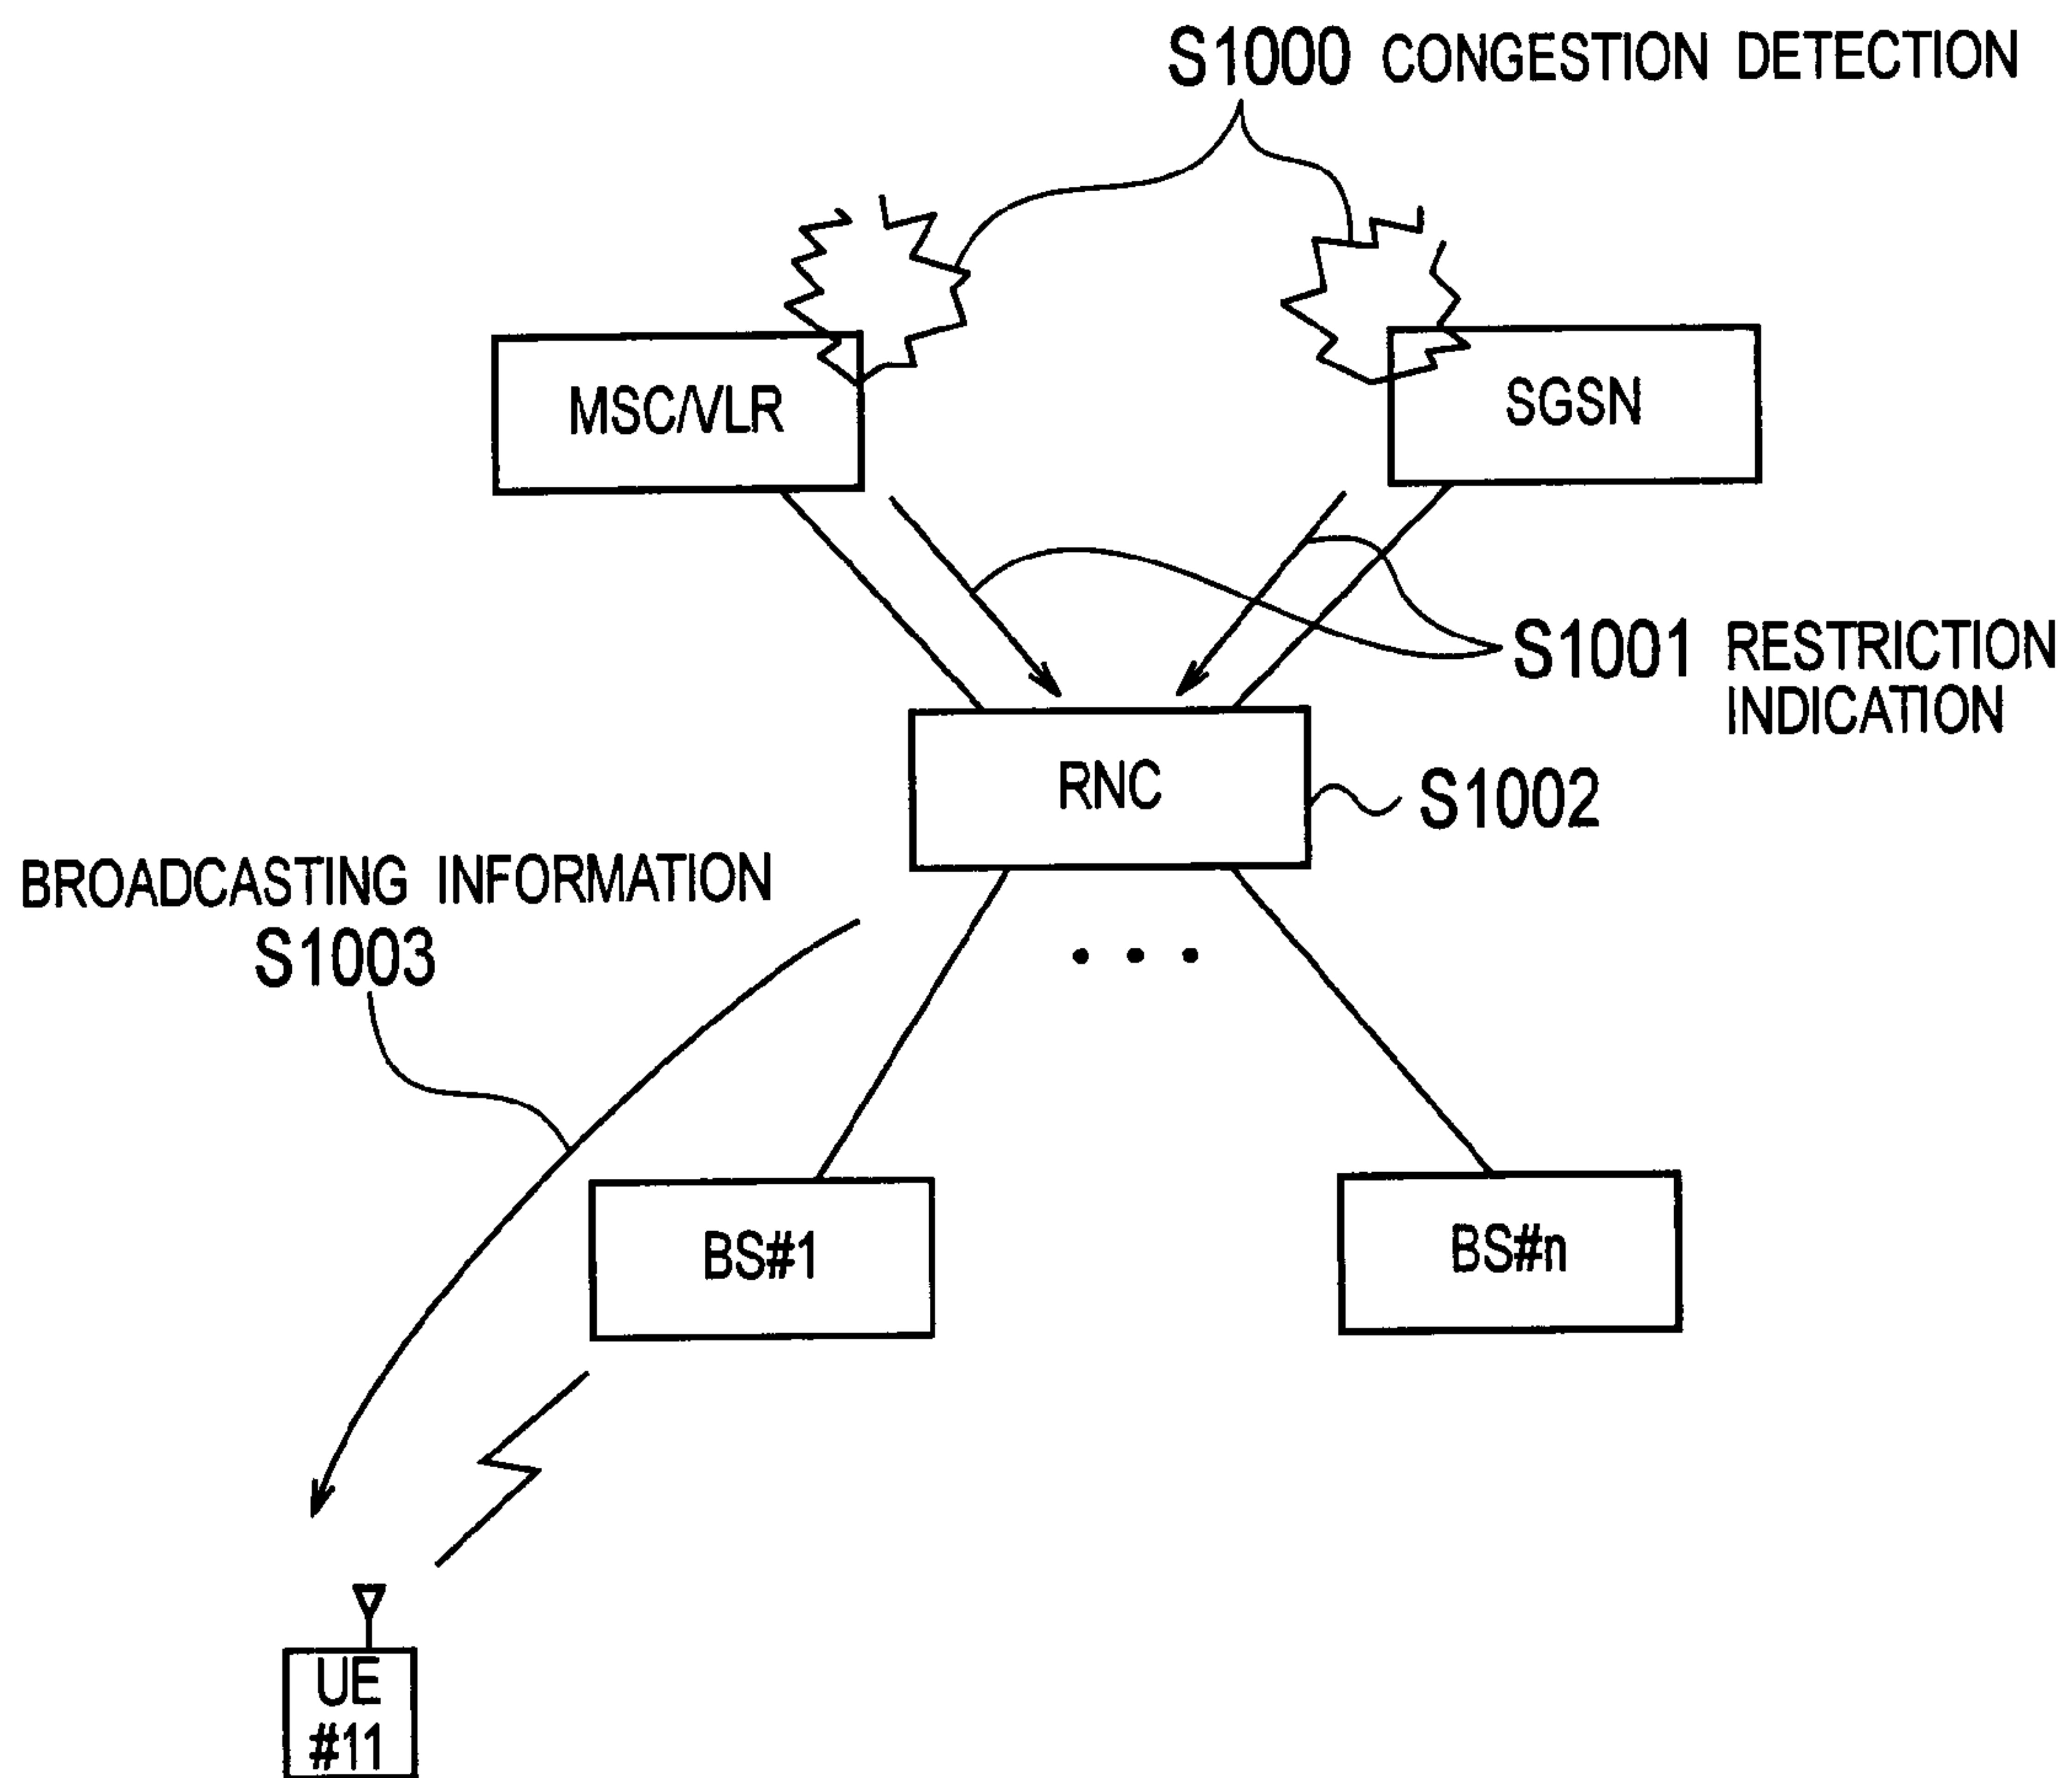 S1000 CONGESTION DETECTION
MSC/VLR
SGSN
S1001 RESTRICTION
INDICATION
RNC
S1002
BROADCASTING INFORMATION
S1003
BS#1
BS#n
UE
#11